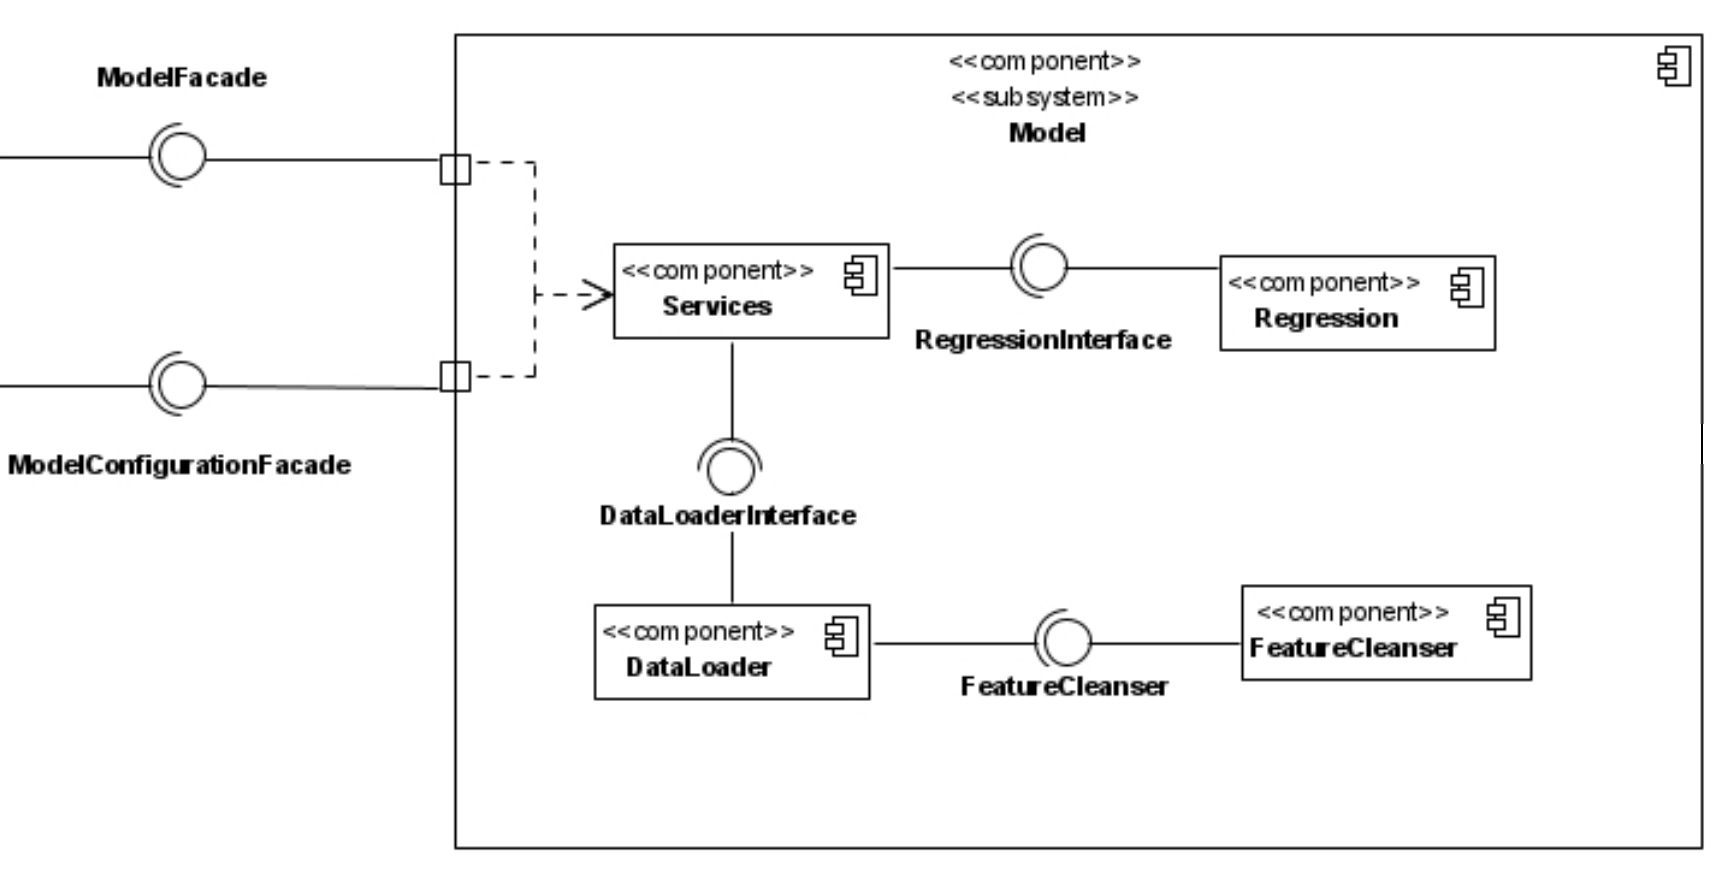 <<component>>
<<subsystem>>
Model
ModelFacade
<<component>>
Services
RegressionInterface
<<component>>
Regression
ModelConfigurationFacade
DataLoaderInterface
<<component>>
DataLoader
FeatureCleanser
<<component>>
FeatureCleanser